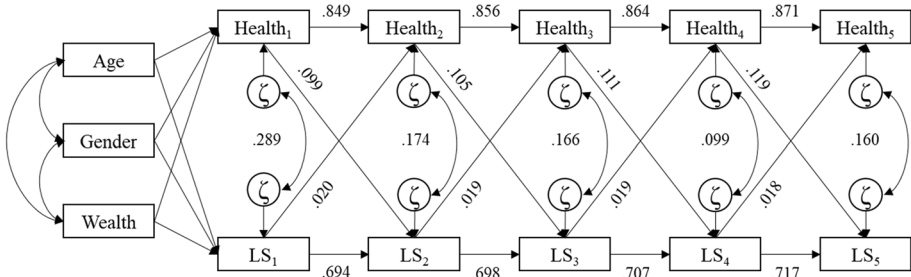 .849 .856 .864 .871
Health₁ Health₂ Health₃ Health₄ Health₅
Age
.099 .105 .111 .119
ζ ζ ζ ζ ζ
Gender
.289 .174 .166 .099 .160
ζ ζ ζ ζ ζ
.020 .019 .019 .018
Wealth
LS₁ LS₂ LS₃ LS₄ LS₅
.694 .698 .707 .717